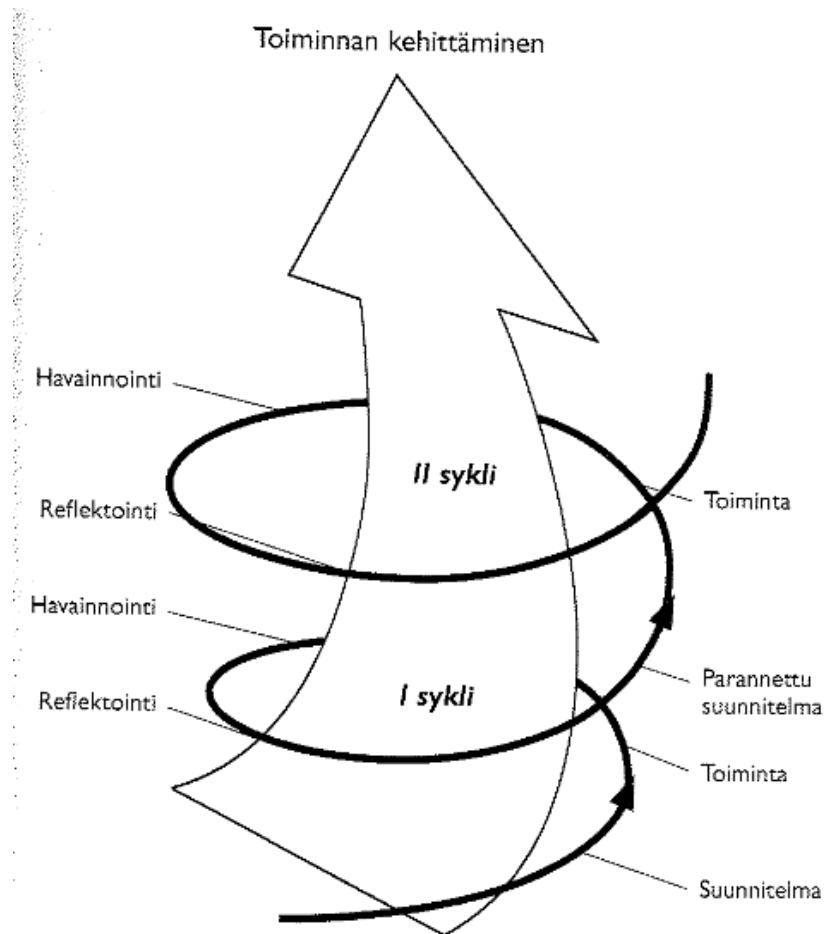 Toiminnan kehittäminen
Havainnointi
II sykli
Toiminta
Reflektointi
Havainnointi
I sykli
Parannettu
suunnitelma
Reflektointi
Toiminta
Suunnitelma